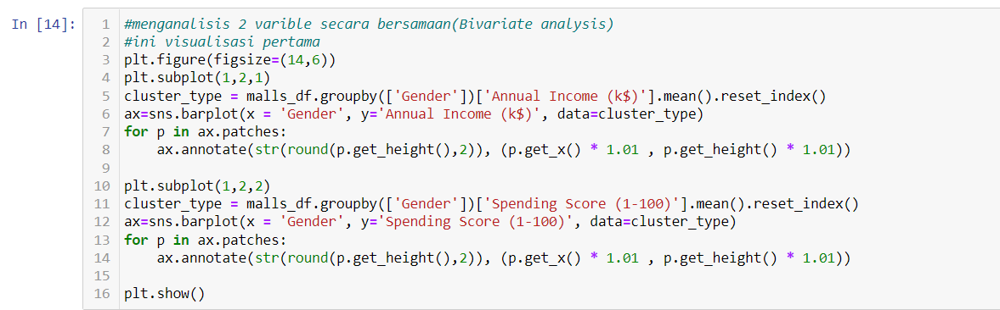 In [14]:
1 #menganalisis 2 varible secara bersamaan(Bivariate analysis)
2 #ini visualisasi pertama
3 plt.figure(figsize=(14,6))
4 plt.subplot(1,2,1)
5 cluster_type = malls_df.groupby(['Gender'])['Annual Income (k$)'].mean().reset_index()
6 ax=sns.barplot(x = 'Gender', y='Annual Income (k$)', data=cluster_type)
7 for p in ax.patches:
8     ax.annotate(str(round(p.get_height(),2)), (p.get_x() * 1.01 , p.get_height() * 1.01))
9
10 plt.subplot(1,2,2)
11 cluster_type = malls_df.groupby(['Gender'])['Spending Score (1-100)'].mean().reset_index()
12 ax=sns.barplot(x = 'Gender', y='Spending Score (1-100)', data=cluster_type)
13 for p in ax.patches:
14     ax.annotate(str(round(p.get_height(),2)), (p.get_x() * 1.01 , p.get_height() * 1.01))
15
16 plt.show()